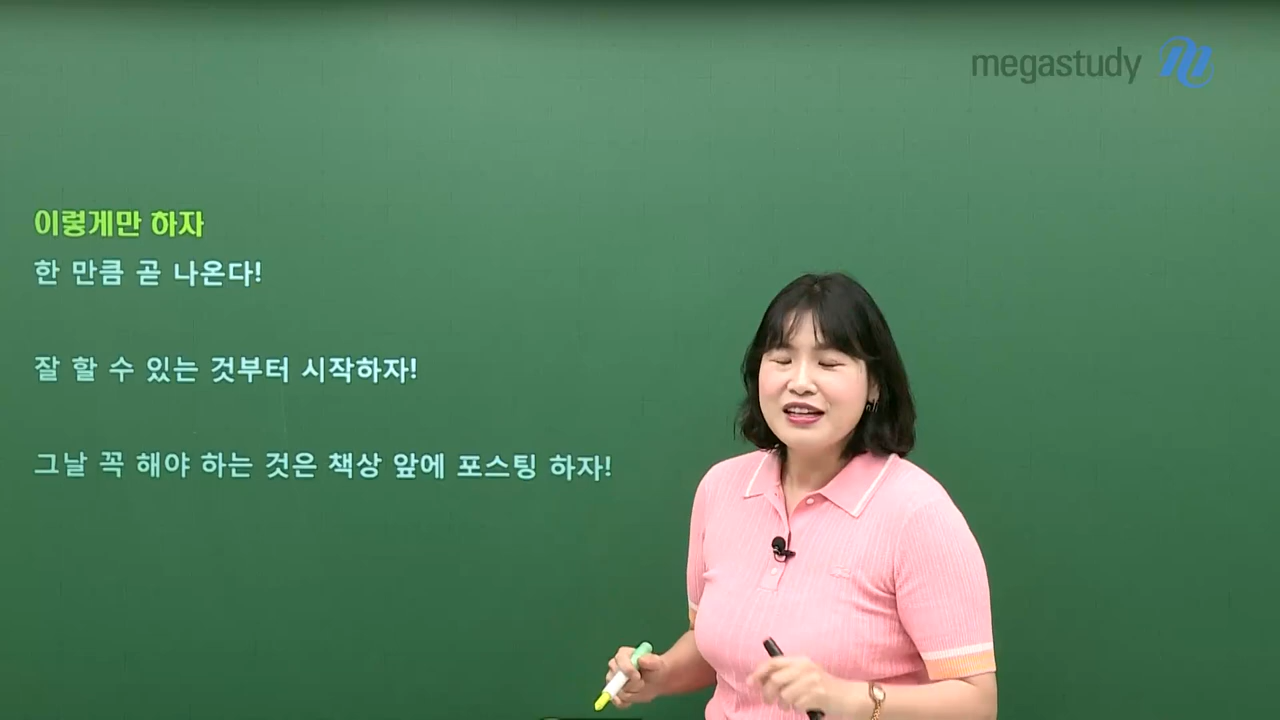 megastudy
이렇게만 하자
한 만큼 곧 나온다!
잘 할 수 있는 것부터 시작하자!
그날 꼭 해야 하는 것은 책상 앞에 포스팅 하자!